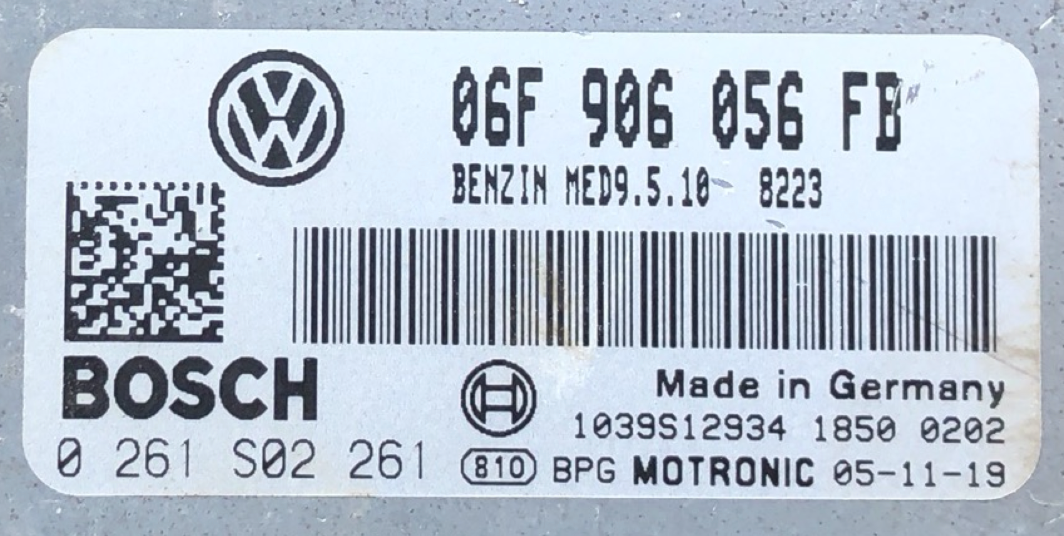 06F 906 056 FB
BENZIN MED9.5.10 8223
BOSCH
Made in Germany
1039S12934 1850 0202
0 261 S02 261
810 BPG MOTRONIC 05-11-19